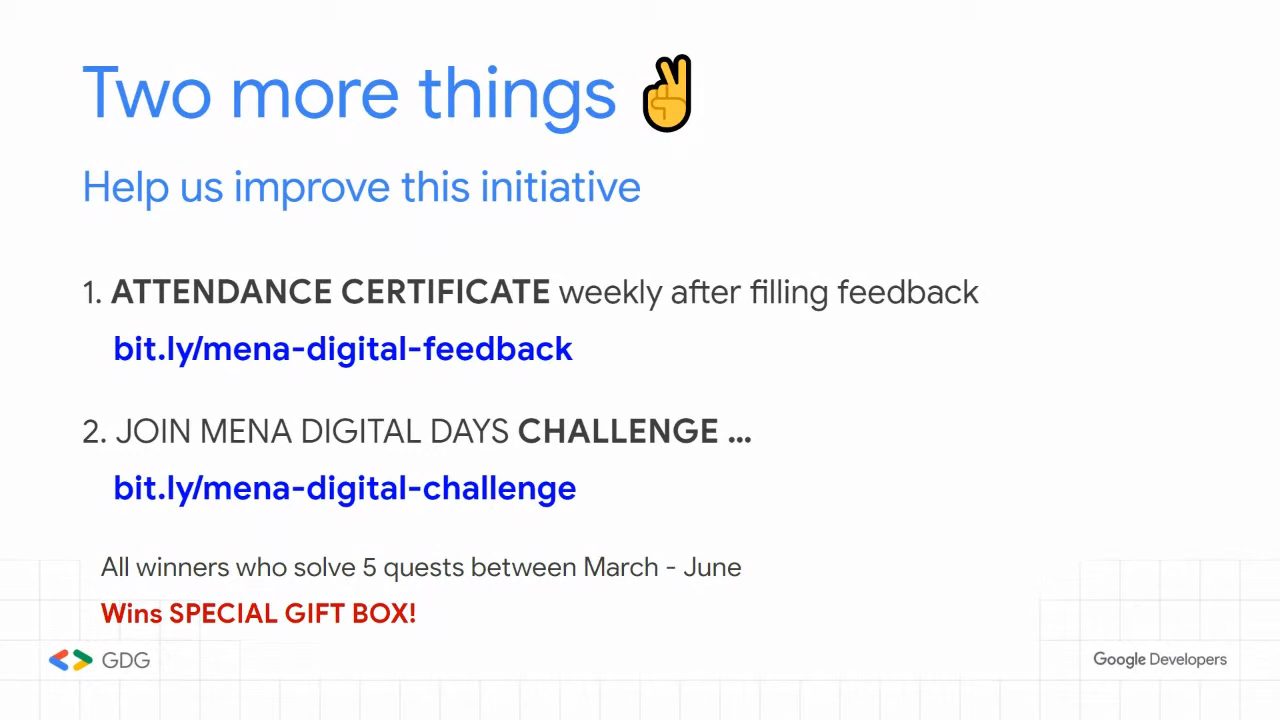 Two more things ✌
Help us improve this initiative
1. ATTENDANCE CERTIFICATE weekly after filling feedback
bit.ly/mena-digital-feedback
2. JOIN MENA DIGITAL DAYS CHALLENGE ...
bit.ly/mena-digital-challenge
All winners who solve 5 quests between March - June
Wins SPECIAL GIFT BOX!
GDG
Google Developers